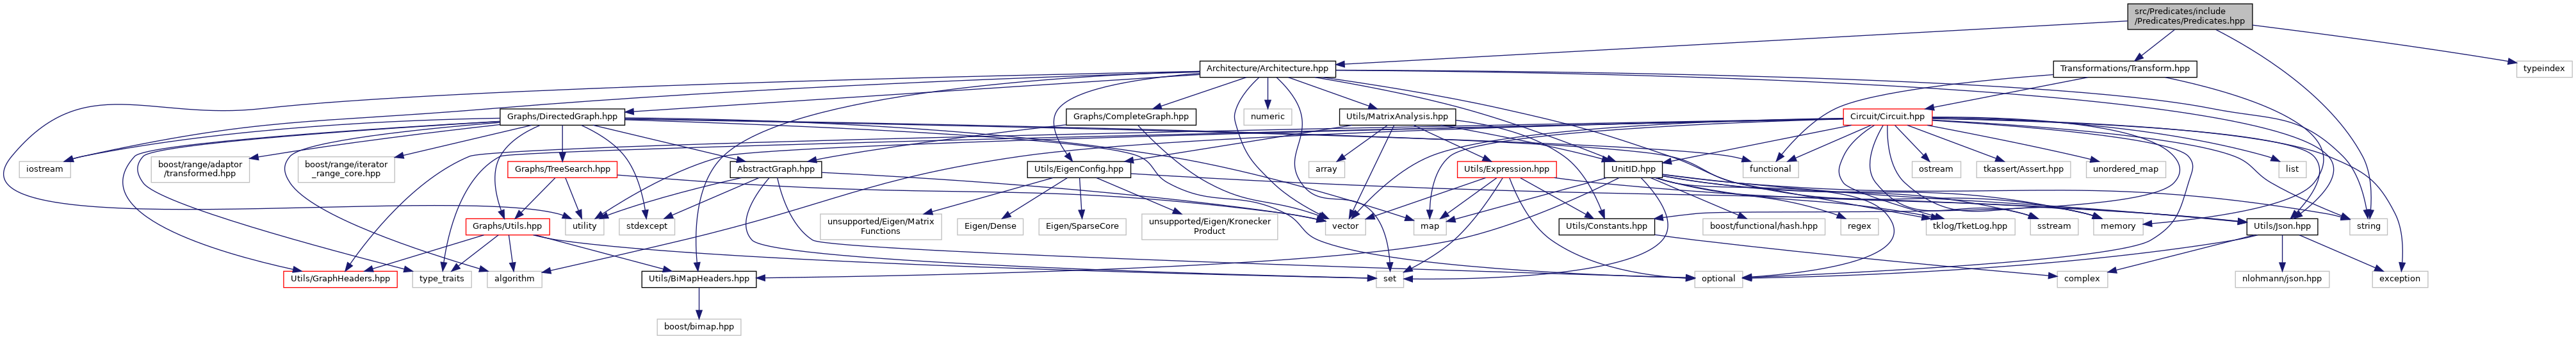 src/Predicates/include
/Predicates/Predicates.hpp
Architecture/Architecture.hpp
Transformations/Transform.hpp
typeindex
Graphs/DirectedGraph.hpp
Graphs/CompleteGraph.hpp
numeric
Utils/MatrixAnalysis.hpp
Circuit/Circuit.hpp
iostream
boost/range/adaptor
/transformed.hpp
boost/range/iterator
_range_core.hpp
Graphs/TreeSearch.hpp
AbstractGraph.hpp
Utils/EigenConfig.hpp
array
Utils/Expression.hpp
UnitID.hpp
functional
ostream
tkassert/Assert.hpp
unordered_map
list
Graphs/Utils.hpp
utility
stdexcept
unsupported/Eigen/Matrix
Functions
Eigen/Dense
Eigen/SparseCore
unsupported/Eigen/Kronecker
Product
vector
map
Utils/Constants.hpp
boost/functional/hash.hpp
regex
tklog/TketLog.hpp
sstream
memory
Utils/Json.hpp
string
Utils/GraphHeaders.hpp
type_traits
algorithm
Utils/BiMapHeaders.hpp
set
optional
complex
nlohmann/json.hpp
exception
boost/bimap.hpp